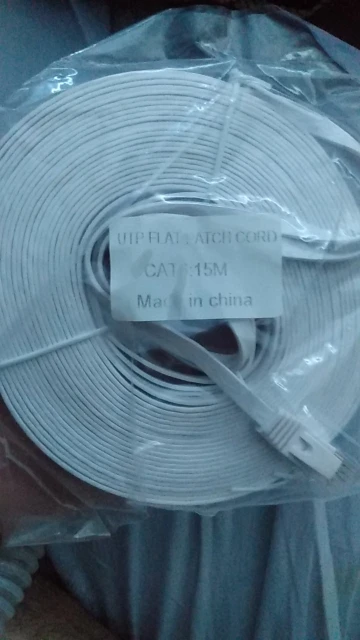 UTP FLAT PATCH CORD
CAT 15M
Made in china